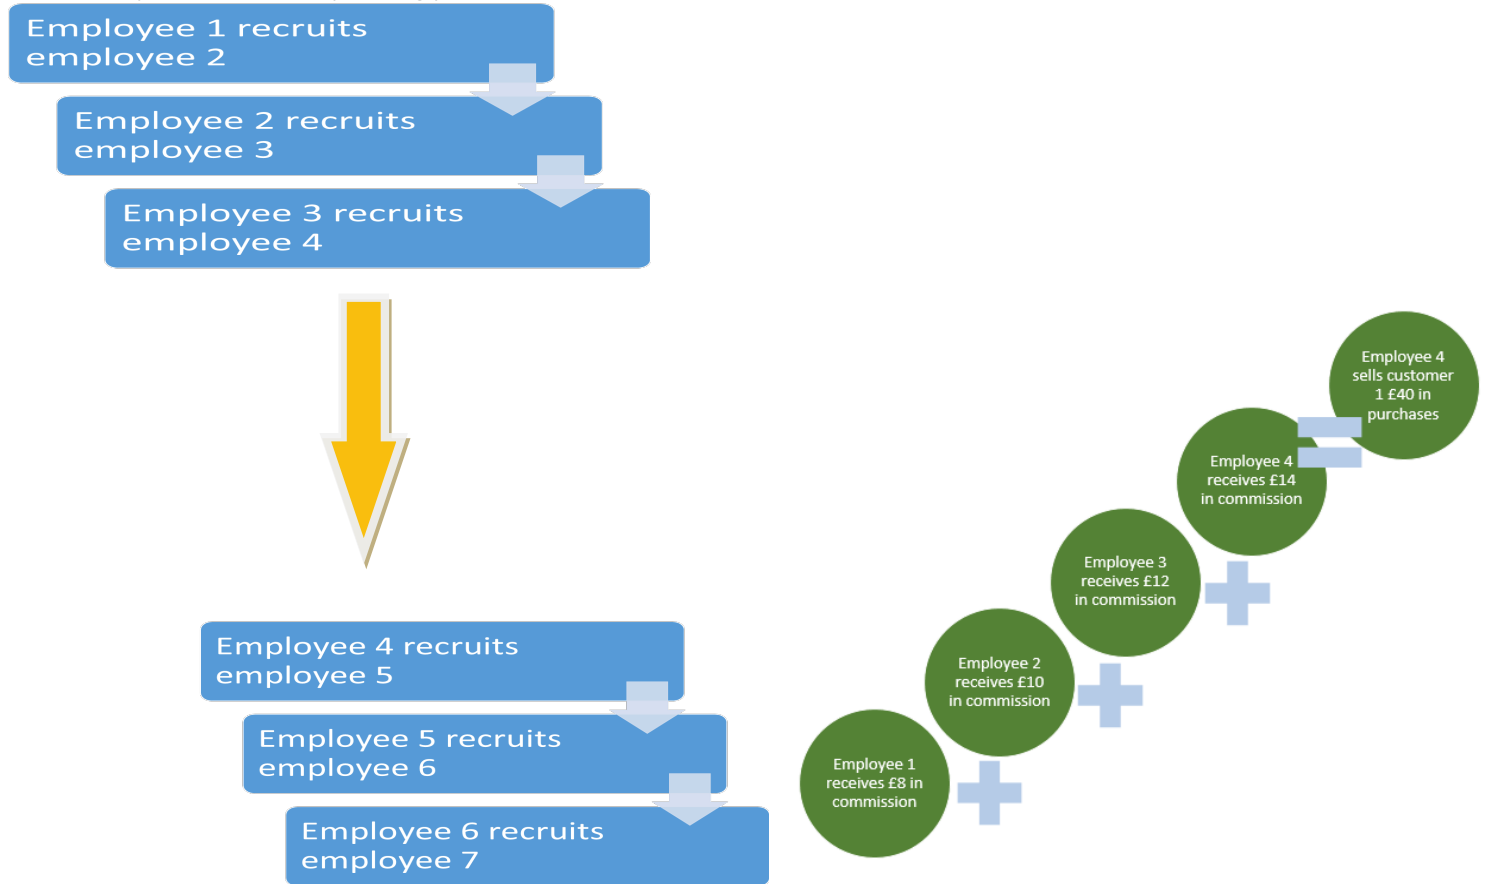 Employee 1 recruits
employee 2
Employee 2 recruits
employee 3
Employee 3 recruits
employee 4
Employee 4 recruits
employee 5
Employee 5 recruits
employee 6
Employee 6 recruits
employee 7
Employee 1
receives £8 in
commission
Employee 2
receives £10
in commission
Employee 3
receives £12
in commission
Employee 4
receives £14
in commission
Employee 4
sells customer
1 £40 in
purchases